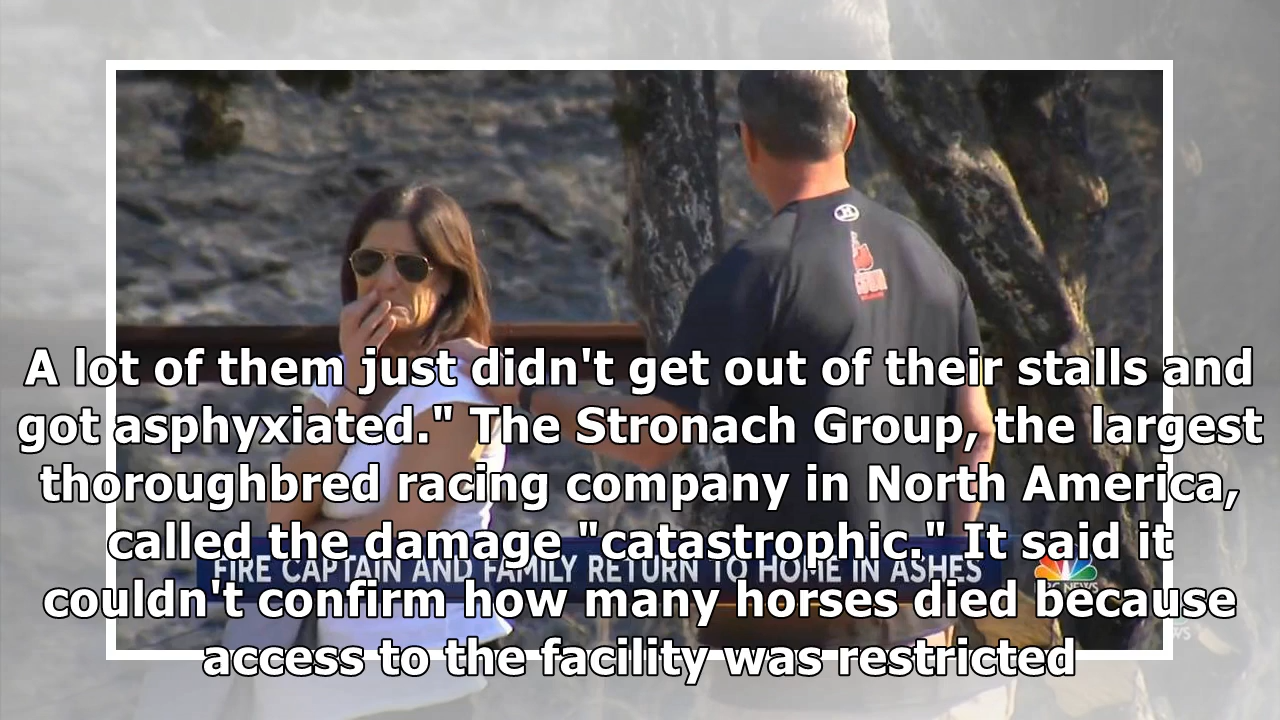 A lot of them just didn't get out of their stalls and
got asphyxiated." The Stronach Group, the largest
thoroughbred racing company in North America,
called the damage "catastrophic." It said it
FIRE CAPTAIN AND FAMILY RETURN TO HOME IN ASHES
couldn't confirm how many horses died because
NEWS
access to the facility was restricted